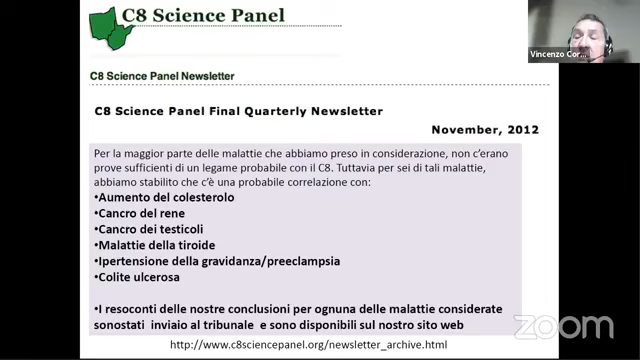 C8 Science Panel
Vincenzo Cor...
C8 Science Panel Newsletter
C8 Science Panel Final Quarterly Newsletter
November, 2012
Per la maggior parte delle malattie che abbiamo preso in considerazione, non c'erano
prove sufficienti di un legame probabile con il C8. Tuttavia per sei di tali malattie,
abbiamo stabilito che c'è una probabile correlazione con:
•Aumento del colesterolo
•Cancro del rene
•Cancro dei testicoli
•Malattie della tiroide
•Ipertensione della gravidanza/preeclampsia
•Colite ulcerosa
•I resoconti delle nostre conclusioni per ognuna delle malattie considerate
sonostati inviaio al tribunale e sono disponibili sul nostro sito web
zoom
http://www.c8sciencepanel.org/newsletter_archive.html